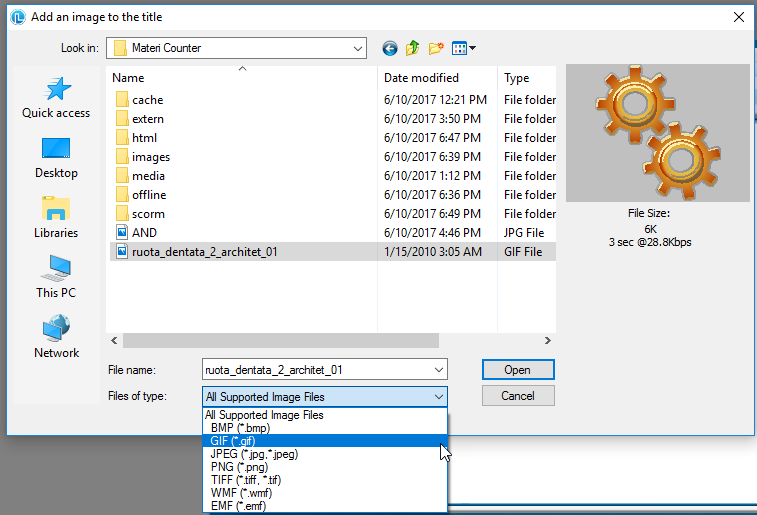 Add an image to the title
Look in: Materi Counter
Name Date modified Type
cache 6/10/2017 12:21 PM File folder
extern 6/10/2017 3:50 PM File folder
html 6/10/2017 6:47 PM File folder
images 6/10/2017 6:39 PM File folder
media 6/10/2017 1:12 PM File folder
offline 6/10/2017 6:36 PM File folder
scorm 6/10/2017 6:49 PM File folder
AND 6/10/2017 4:46 PM JPG File
ruota_dentata_2_architet_01 1/15/2010 3:05 AM GIF File
Quick access
Desktop
Libraries
This PC
Network
File Size:
6K
3 sec @28.8Kbps
File name: ruota_dentata_2_architet_01 Open
Files of type: All Supported Image Files Cancel
All Supported Image Files
BMP (*.bmp)
GIF (*.gif)
JPEG (*.jpg,*.jpeg)
PNG (*.png)
TIFF (*.tiff, *.tif)
WMF (*.wmf)
EMF (*.emf)